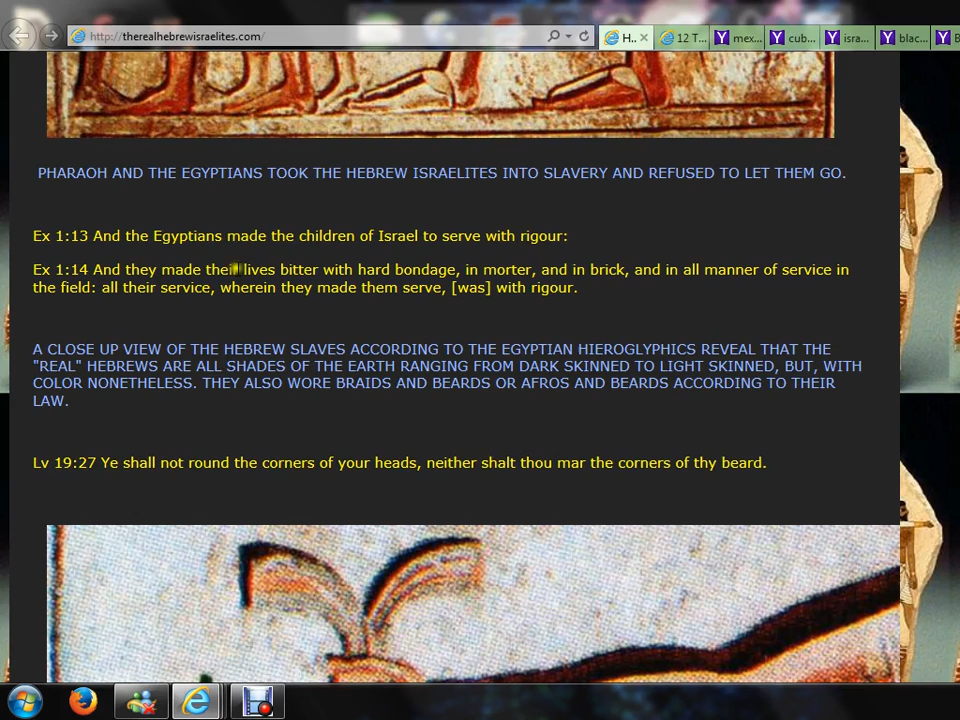 http://therealhebrewisraelites.com/
H...
12 T...
mex...
cub...
isra...
blac...
PHARAOH AND THE EGYPTIANS TOOK THE HEBREW ISRAELITES INTO SLAVERY AND REFUSED TO LET THEM GO.
Ex 1:13 And the Egyptians made the children of Israel to serve with rigour:
Ex 1:14 And they made their lives bitter with hard bondage, in morter, and in brick, and in all manner of service in
the field: all their service, wherein they made them serve, [was] with rigour.
A CLOSE UP VIEW OF THE HEBREW SLAVES ACCORDING TO THE EGYPTIAN HIEROGLYPHICS REVEAL THAT THE
"REAL" HEBREWS ARE ALL SHADES OF THE EARTH RANGING FROM DARK SKINNED TO LIGHT SKINNED, BUT, WITH
COLOR NONETHELESS. THEY ALSO WORE BRAIDS AND BEARDS OR AFROS AND BEARDS ACCORDING TO THEIR
LAW.
Lv 19:27 Ye shall not round the corners of your heads, neither shalt thou mar the corners of thy beard.